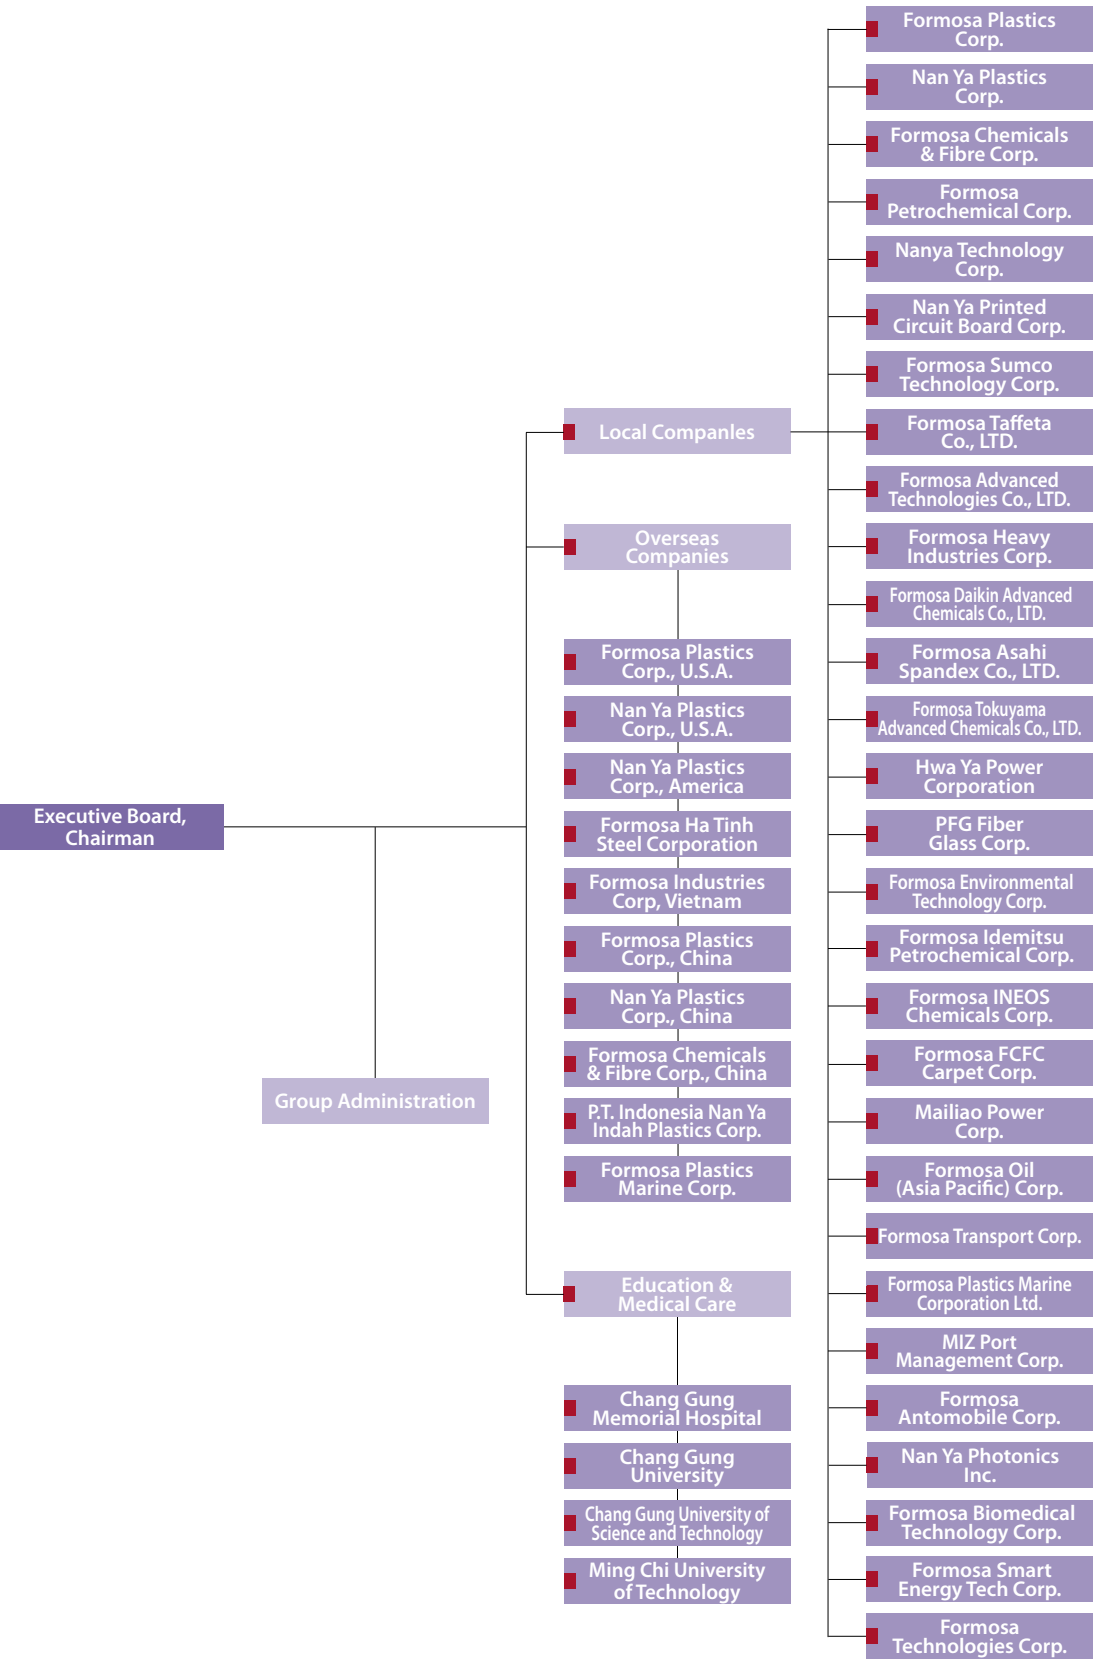 Executive Board,
Chairman
Group Administration
Local Companles
Overseas
Companies
Formosa Plastics
Corp., U.S.A.
Nan Ya Plastics
Corp., U.S.A.
Nan Ya Plastics
Corp., America
Formosa Ha Tinh
Steel Corporation
Formosa Industries
Corp, Vietnam
Formosa Plastics
Corp., China
Nan Ya Plastics
Corp., China
Formosa Chemicals
& Fibre Corp., China
P.T. Indonesia Nan Ya
Indah Plastics Corp.
Formosa Plastics
Marine Corp.
Education &
Medical Care
Chang Gung
Memorial Hospital
Chang Gung
University
Chang Gung University of
Science and Technology
Ming Chi University
of Technology
Formosa Plastics
Corp.
Nan Ya Plastics
Corp.
Formosa Chemicals
& Fibre Corp.
Formosa
Petrochemical Corp.
Nanya Technology
Corp.
Nan Ya Printed
Circuit Board Corp.
Formosa Sumco
Technology Corp.
Formosa Taffeta
Co., LTD.
Formosa Advanced
Technologies Co., LTD.
Formosa Heavy
Industries Corp.
Formosa Daikin Advanced
Chemicals Co., LTD.
Formosa Asahi
Spandex Co., LTD.
Formosa Tokuyama
Advanced Chemicals Co., LTD.
Hwa Ya Power
Corporation
PFG Fiber
Glass Corp.
Formosa Environmental
Technology Corp.
Formosa Idemitsu
Petrochemical Corp.
Formosa INEOS
Chemicals Corp.
Formosa FCFC
Carpet Corp.
Mailiao Power
Corp.
Formosa Oil
(Asia Pacific) Corp.
Formosa Transport Corp.
Formosa Plastics Marine
Corporation Ltd.
MIZ Port
Management Corp.
Formosa
Antomobile Corp.
Nan Ya Photonics
Inc.
Formosa Biomedical
Technology Corp.
Formosa Smart
Energy Tech Corp.
Formosa
Technologies Corp.